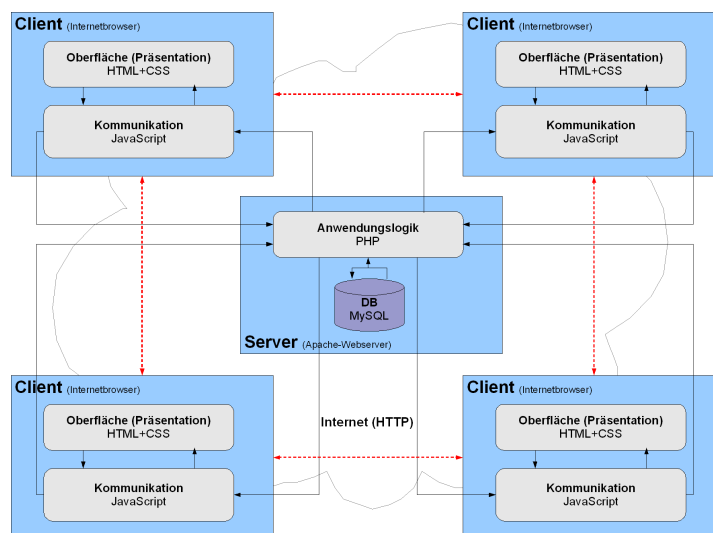 Client (Internetbrowser)
Oberfläche (Präsentation)
HTML+CSS
Kommunikation
JavaScript
Client (Internetbrowser)
Oberfläche (Präsentation)
HTML+CSS
Kommunikation
JavaScript
Anwendungslogik
PHP
DB
MySQL
Server (Apache-Webserver)
Client (Internetbrowser)
Oberfläche (Präsentation)
HTML+CSS
Kommunikation
JavaScript
Internet (HTTP)
Client (Internetbrowser)
Oberfläche (Präsentation)
HTML+CSS
Kommunikation
JavaScript